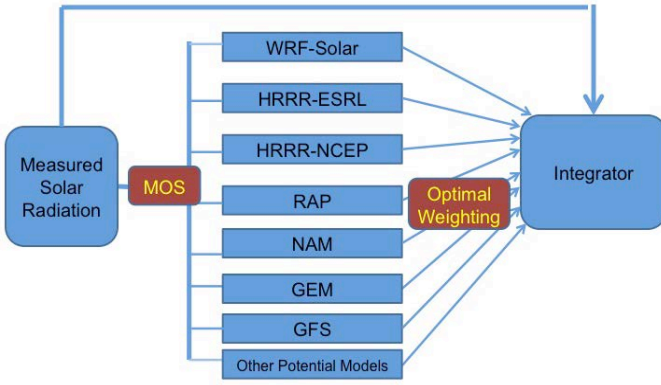 Measured
Solar
Radiation
MOS
WRF-Solar
HRRR-ESRL
HRRR-NCEP
RAP
NAM
GEM
GFS
Other Potential Models
Optimal
Weighting
Integrator